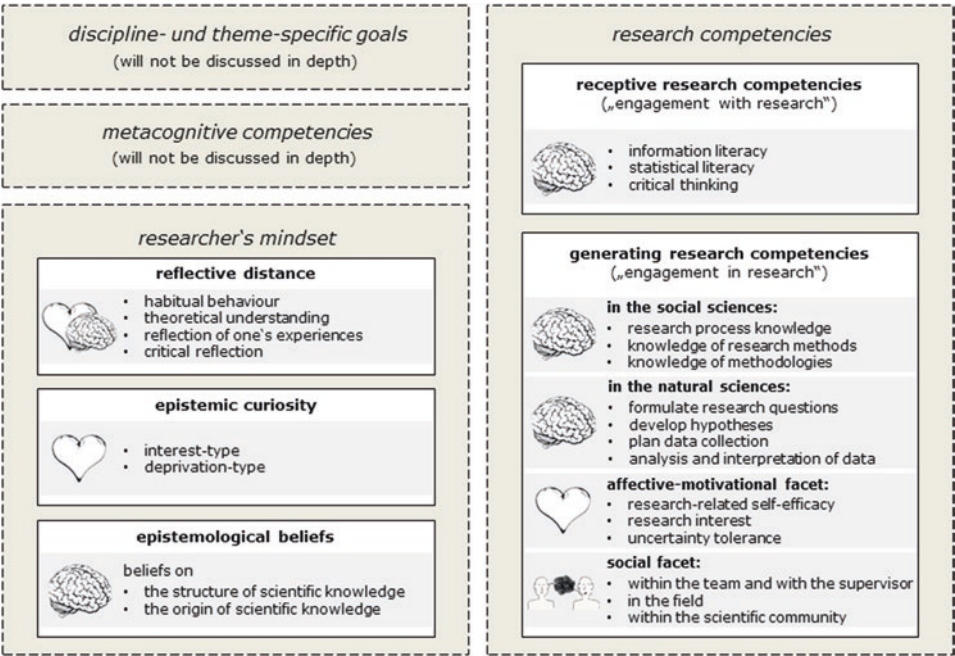 discipline- und theme-specific goals
(will not be discussed in depth)
metacognitive competencies
(will not be discussed in depth)
researcher's mindset
reflective distance
• habitual behaviour
• theoretical understanding
• reflection of one's experiences
• critical reflection
epistemic curiosity
• interest-type
• deprivation-type
epistemological beliefs
beliefs on
• the structure of scientific knowledge
• the origin of scientific knowledge
research competencies
receptive research competencies
(„engagement with research“)
• information literacy
• statistical literacy
• critical thinking
generating research competencies
(„engagement in research“)
in the social sciences:
• research process knowledge
• knowledge of research methods
• knowledge of methodologies
in the natural sciences:
• formulate research questions
• develop hypotheses
• plan data collection
• analysis and interpretation of data
affective-motivational facet:
• research-related self-efficacy
• research interest
• uncertainty tolerance
social facet:
• within the team and with the supervisor
• in the field
• within the scientific community